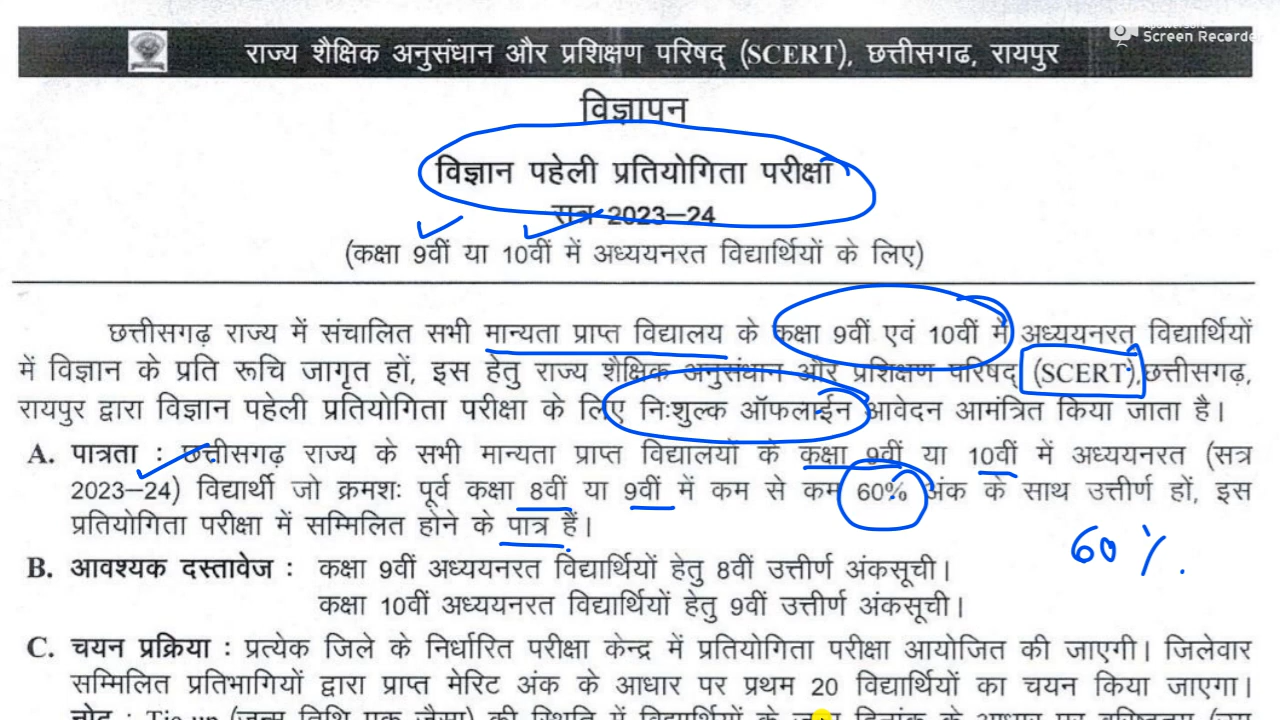 Screen Recorder
राज्य शैक्षिक अनुसंधान और प्रशिक्षण परिषद् (SCERT), छत्तीसगढ, रायपुर
विज्ञापन
विज्ञान पहेली प्रतियोगिता परीक्षा
सत्र 2023–24
(कक्षा 9वीं या 10वीं में अध्ययनरत विद्यार्थियों के लिए)
छत्तीसगढ़ राज्य में संचालित सभी मान्यता प्राप्त विद्यालय के कक्षा 9वीं एवं 10वीं में अध्ययनरत विद्यार्थियों
में विज्ञान के प्रति रूचि जागृत हों, इस हेतु राज्य शैक्षिक अनुसंधान और प्रशिक्षण परिषद् (SCERT),छत्तीसगढ़,
रायपुर द्वारा विज्ञान पहेली प्रतियोगिता परीक्षा के लिए निःशुल्क ऑफलाईन आवेदन आमंत्रित किया जाता है।
A. पात्रता : छत्तीसगढ़ राज्य के सभी मान्यता प्राप्त विद्यालयों के कक्षा 9वीं या 10वीं में अध्ययनरत (सत्र
2023–24) विद्यार्थी जो क्रमशः पूर्व कक्षा 8वीं या 9वीं में कम से कम 60% अंक के साथ उत्तीर्ण हों, इस
प्रतियोगिता परीक्षा में सम्मिलित होने के पात्र हैं।
60 %.
B. आवश्यक दस्तावेज : कक्षा 9वीं अध्ययनरत विद्यार्थियों हेतु 8वीं उत्तीर्ण अंकसूची।
कक्षा 10वीं अध्ययनरत विद्यार्थियों हेतु 9वीं उत्तीर्ण अंकसूची।
C. चयन प्रक्रिया : प्रत्येक जिले के निर्धारित परीक्षा केन्द्र में प्रतियोगिता परीक्षा आयोजित की जाएगी। जिलेवार
सम्मिलित प्रतिभागियों द्वारा प्राप्त मेरिट अंक के आधार पर प्रथम 20 विद्यार्थियों का चयन किया जाएगा।
नोट : Tie-up (जन्म तिथि एक जैसा) की स्थिति में विद्यार्थियों के